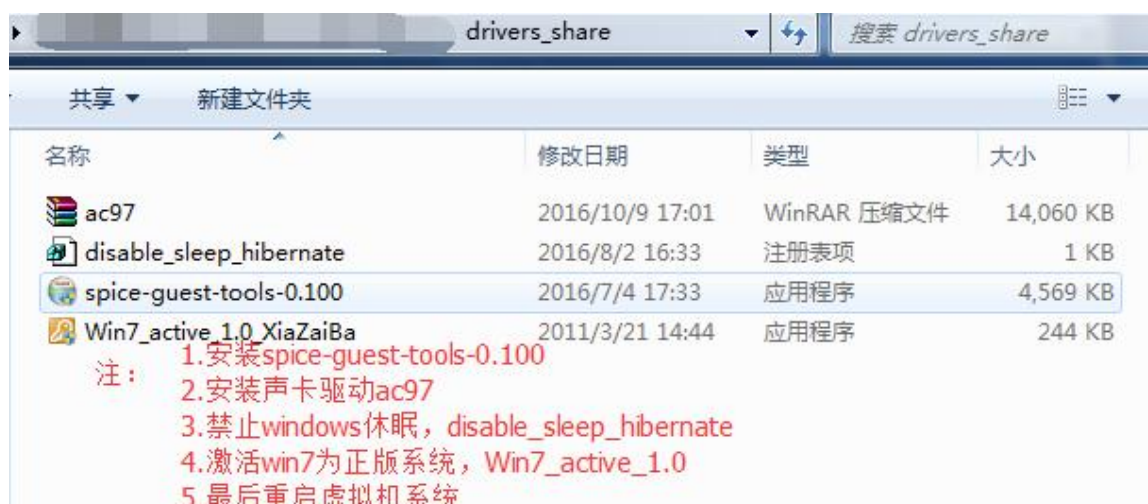 drivers_share
搜索 drivers_share
共享 新建文件夹
名称 修改日期 类型 大小
ac97 2016/10/9 17:01 WinRAR 压缩文件 14,060 KB
disable_sleep_hibernate 2016/8/2 16:33 注册表项 1 KB
spice-guest-tools-0.100 2016/7/4 17:33 应用程序 4,569 KB
Win7_active_1.0_XiaZaiBa 2011/3/21 14:44 应用程序 244 KB
注: 1.安装spice-guest-tools-0.100
2.安装声卡驱动ac97
3.禁止windows休眠，disable_sleep_hibernate
4.激活win7为正版系统，Win7_active_1.0
5.最后重启虚拟机系统